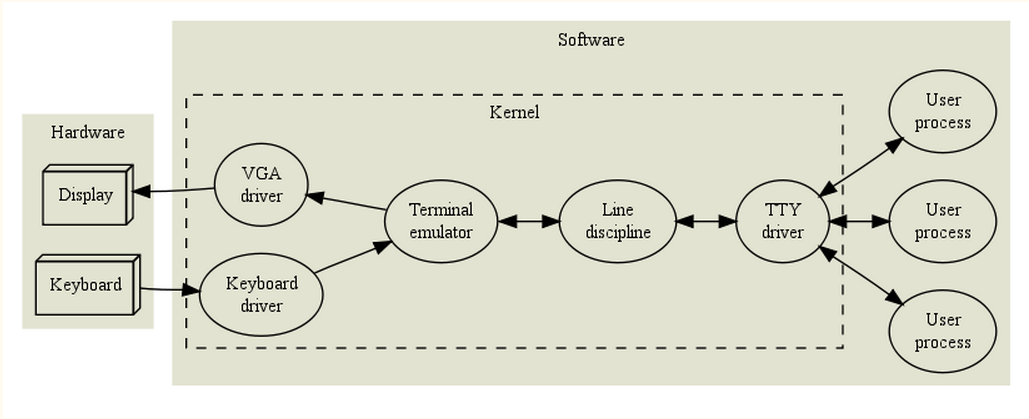 Software
Kernel
Hardware
Display
Keyboard
VGA
driver
Keyboard
driver
Terminal
emulator
Line
discipline
TTY
driver
User
process
User
process
User
process